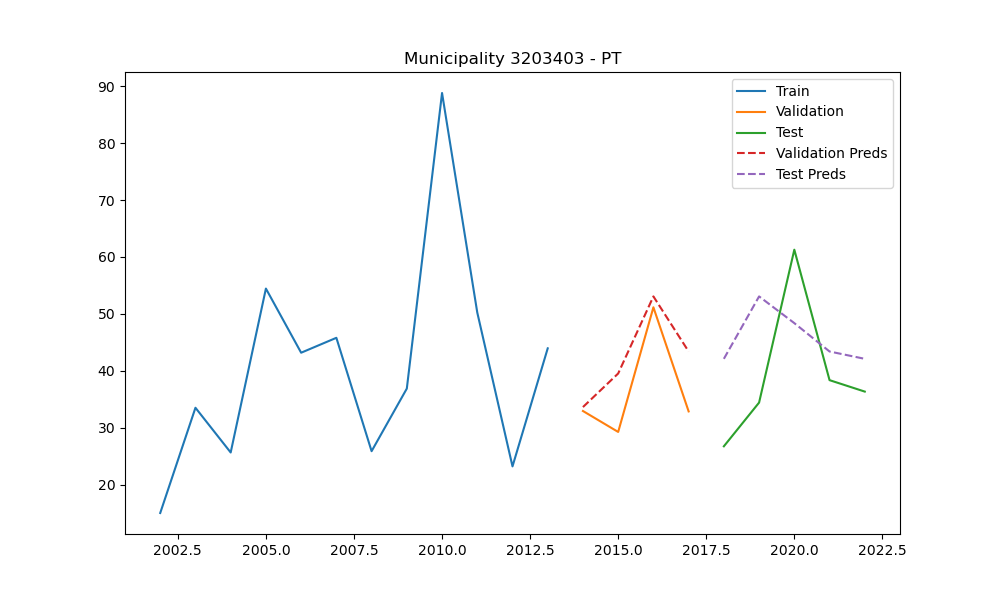 Municipality 3203403 - PT
90
80
70
60
50
40
30
20
Train
Validation
Test
Validation Preds
Test Preds
2002.5 2005.0 2007.5 2010.0 2012.5 2015.0 2017.5 2020.0 2022.5